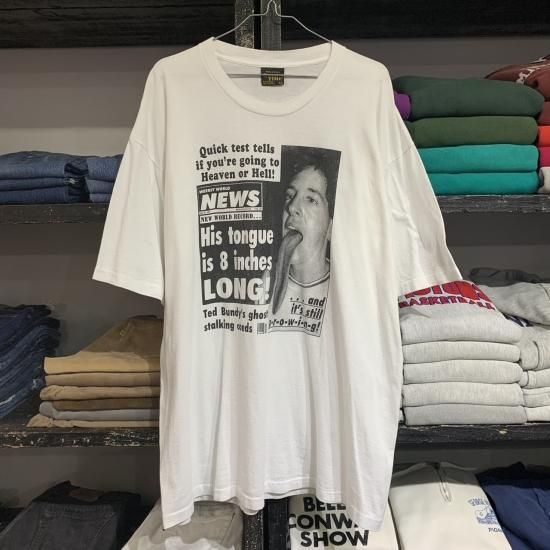 Quick test tells
if you're going to
Heaven or Hell!
WEEKLY WORLD
NEWS
NEW WORLD RECORD...
His tongue
is 8 inches
LONG!
... and
it's still
g-r-o-w-i-n-g!
Ted Bundy's ghost
stalking coeds
BASKETBALL
CONWAY
SHOW